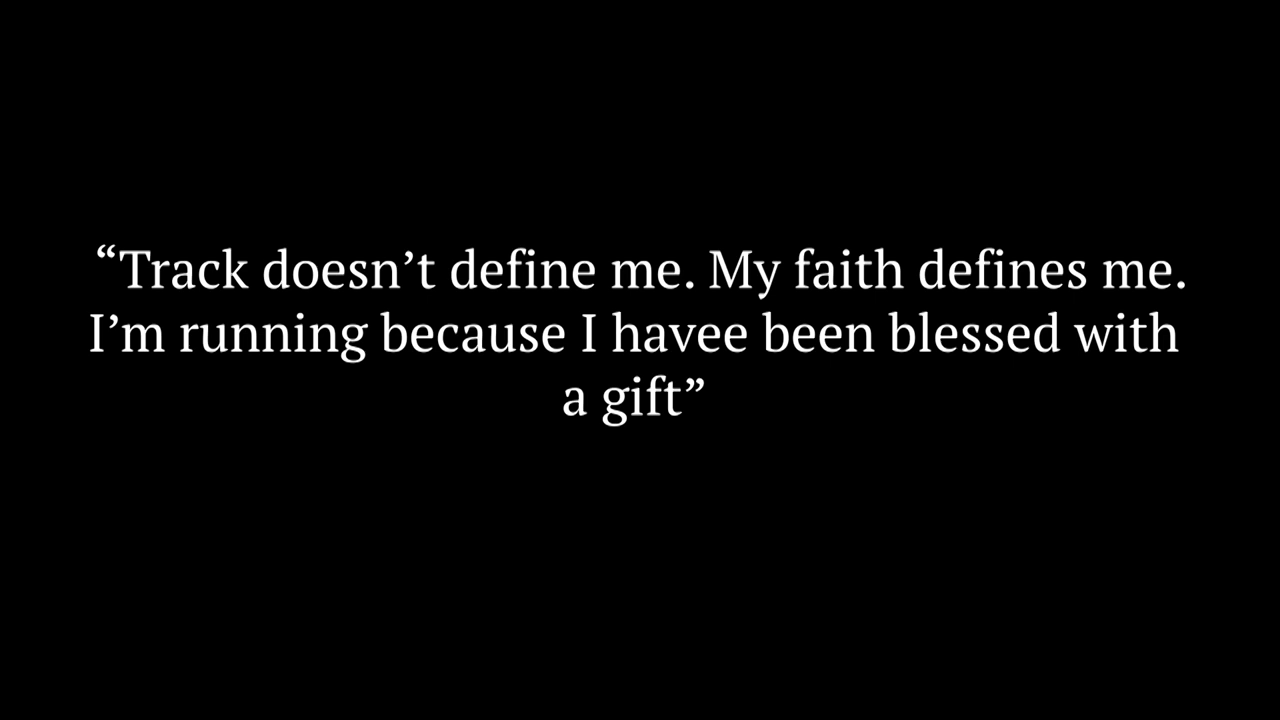 “Track doesn’t define me. My faith defines me.
I’m running because I havee been blessed with
a gift”